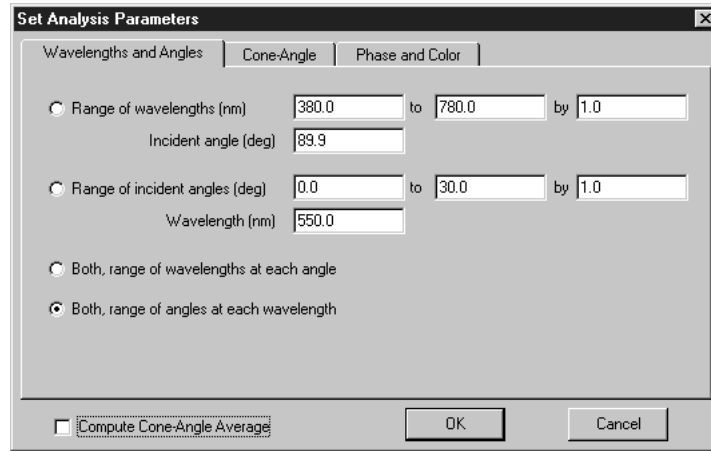 Set Analysis Parameters
Wavelengths and Angles Cone-Angle Phase and Color
Range of wavelengths (nm) 380.0 to 780.0 by 1.0
Incident angle (deg) 89.9
Range of incident angles (deg) 0.0 to 30.0 by 1.0
Wavelength (nm) 550.0
Both, range of wavelengths at each angle
Both, range of angles at each wavelength
Compute Cone-Angle Average OK Cancel